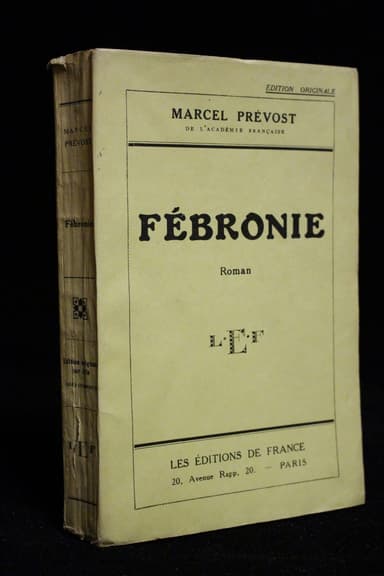 EDITION ORIGINALE
MARCEL PRÉVOST
DE L'ACADÉMIE FRANÇAISE
FÉBRONIE
Roman
L·E·F
LES ÉDITIONS DE FRANCE
20, Avenue Rapp, 20. — PARIS
MARCEL
PRÉVOST
Fébronie
L E F